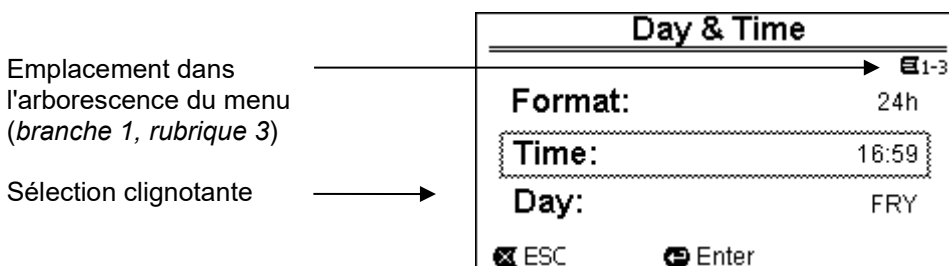 Day & Time
1-3
Emplacement dans
l'arborescence du menu
(branche 1, rubrique 3)
Format: 24h
Time: 16:59
Sélection clignotante
Day: FRY
ESC Enter